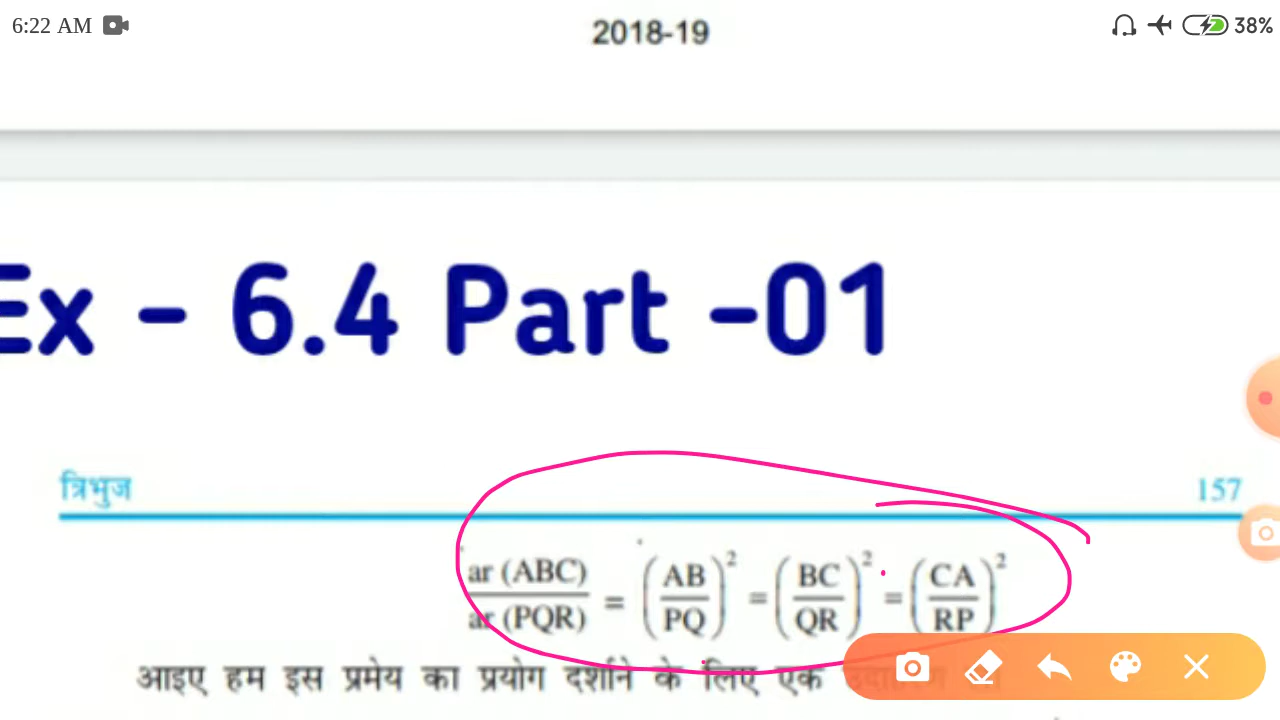 6:22 AM
38%
2018-19
Ex - 6.4 Part -01
त्रिभुज
157
ar (ABC) / ar (PQR) = (AB / PQ)² = (BC / QR)² = (CA / RP)²
आइए हम इस प्रमेय का प्रयोग दर्शाने के लिए एक